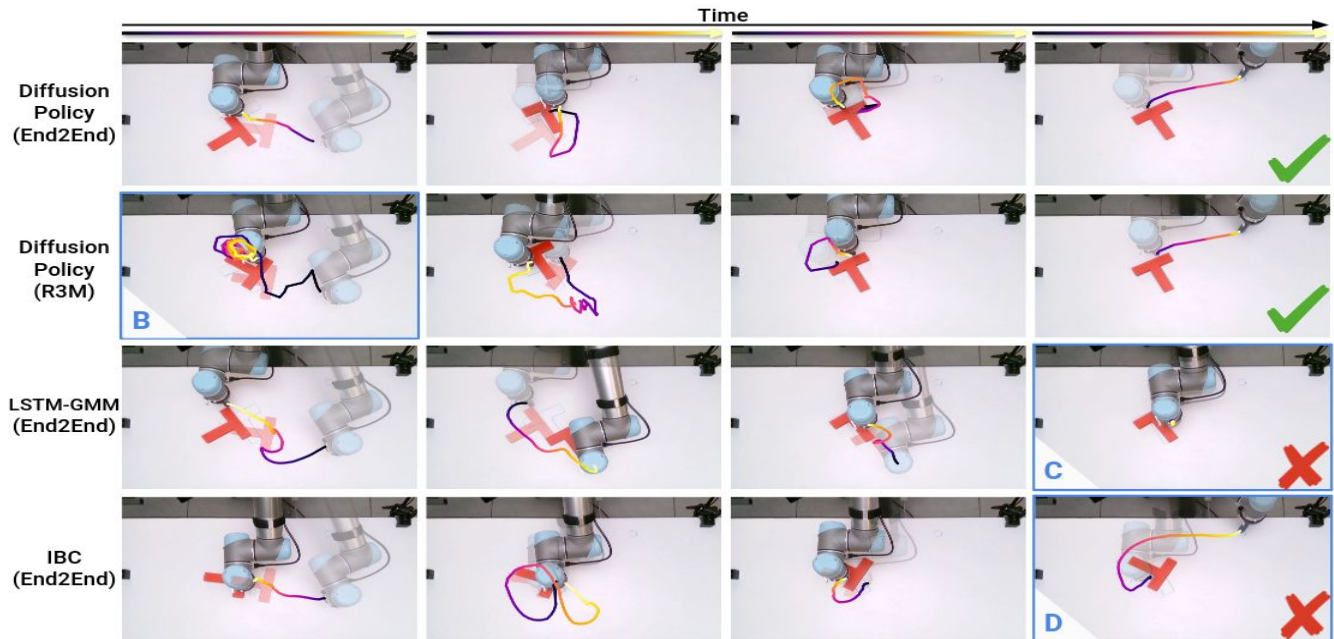 Time
Diffusion
Policy
(End2End)
Diffusion
Policy
(R3M)
B
LSTM-GMM
(End2End)
C
IBC
(End2End)
D